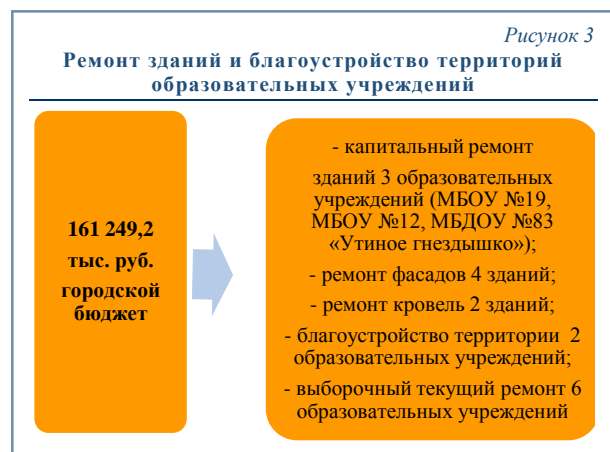 Рисунок 3
Ремонт зданий и благоустройство территорий
образовательных учреждений
161 249,2
тыс. руб.
городской
бюджет
- капитальный ремонт
зданий 3 образовательных
учреждений (МБОУ №19,
МБОУ №12, МБДОУ №83
«Утиное гнездышко»);
- ремонт фасадов 4 зданий;
- ремонт кровель 2 зданий;
- благоустройство территории 2
образовательных учреждений;
- выборочный текущий ремонт 6
образовательных учреждений